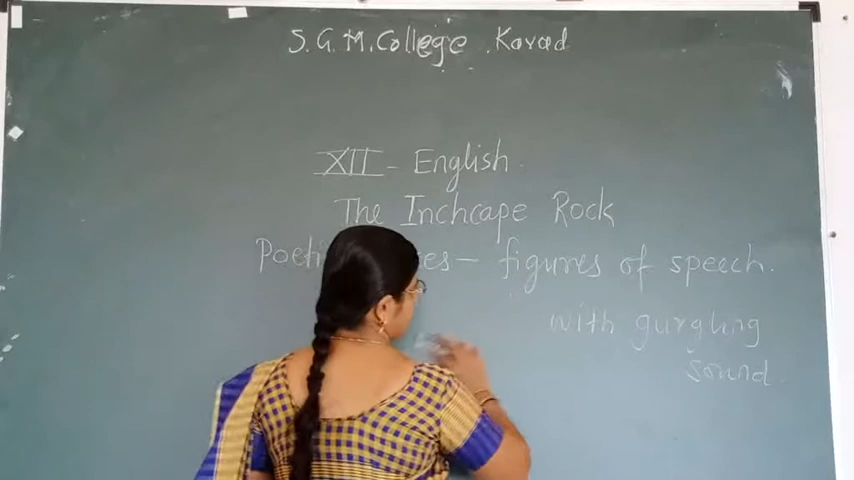 S.G.M. College . Karad
XII - English.
The Inchcape Rock
figures of speech.
with gurgling
sound.